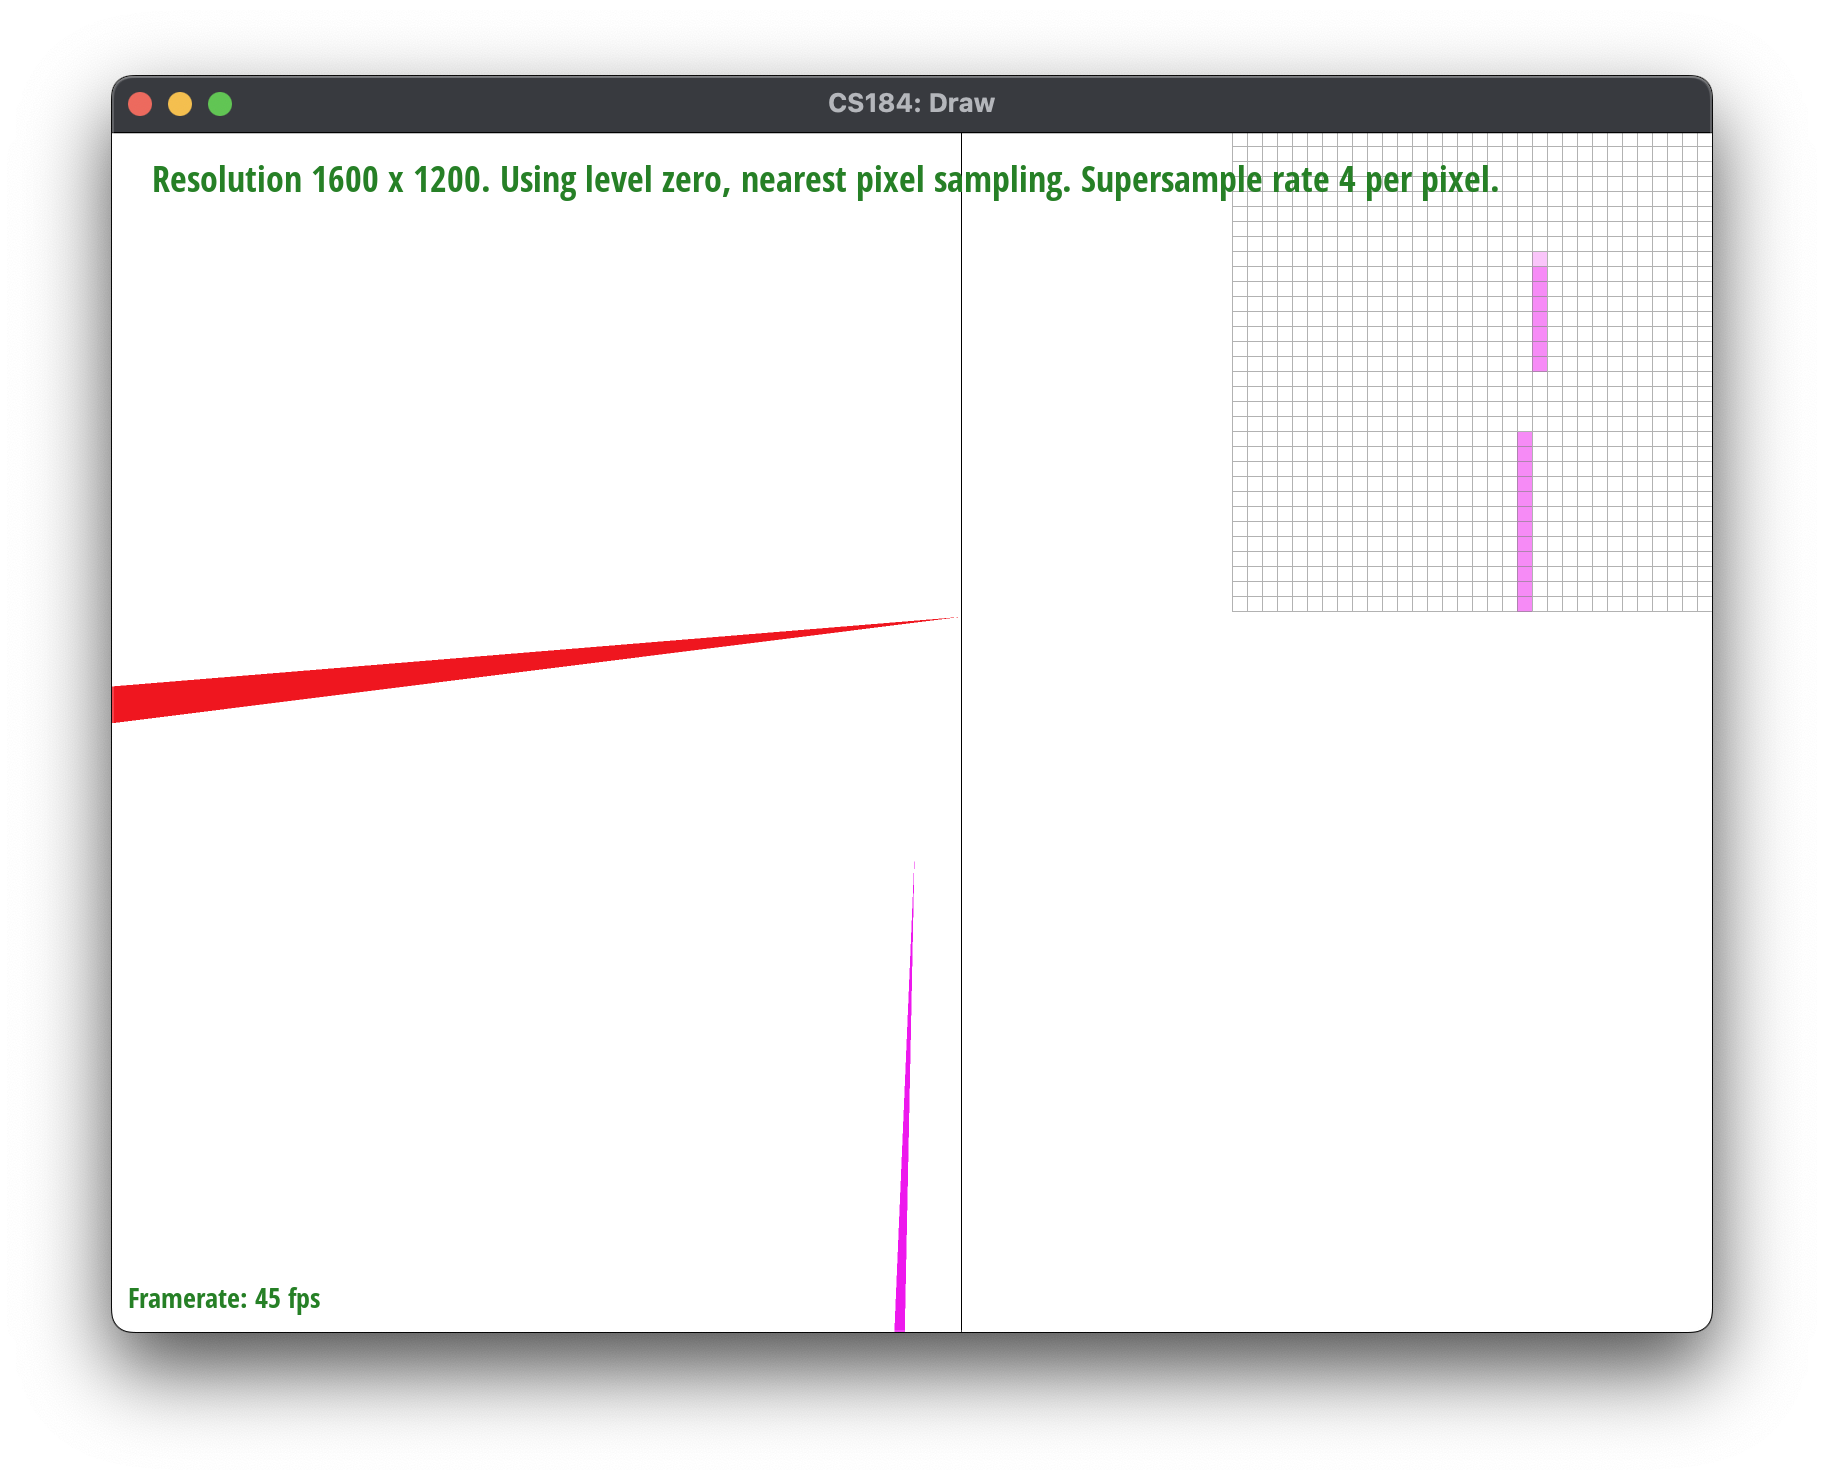 CS184: Draw
Resolution 1600 x 1200. Using level zero, nearest pixel sampling. Supersample rate 4 per pixel.
Framerate: 45 fps